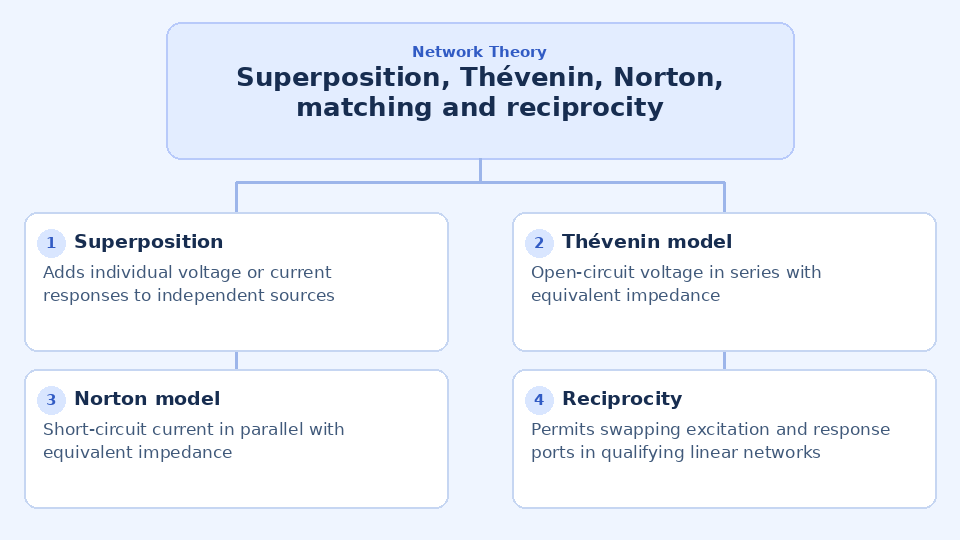 Network Theory
Superposition, Thévenin, Norton,
matching and reciprocity
1 Superposition
Adds individual voltage or current
responses to independent sources
2 Thévenin model
Open-circuit voltage in series with
equivalent impedance
3 Norton model
Short-circuit current in parallel with
equivalent impedance
4 Reciprocity
Permits swapping excitation and response
ports in qualifying linear networks